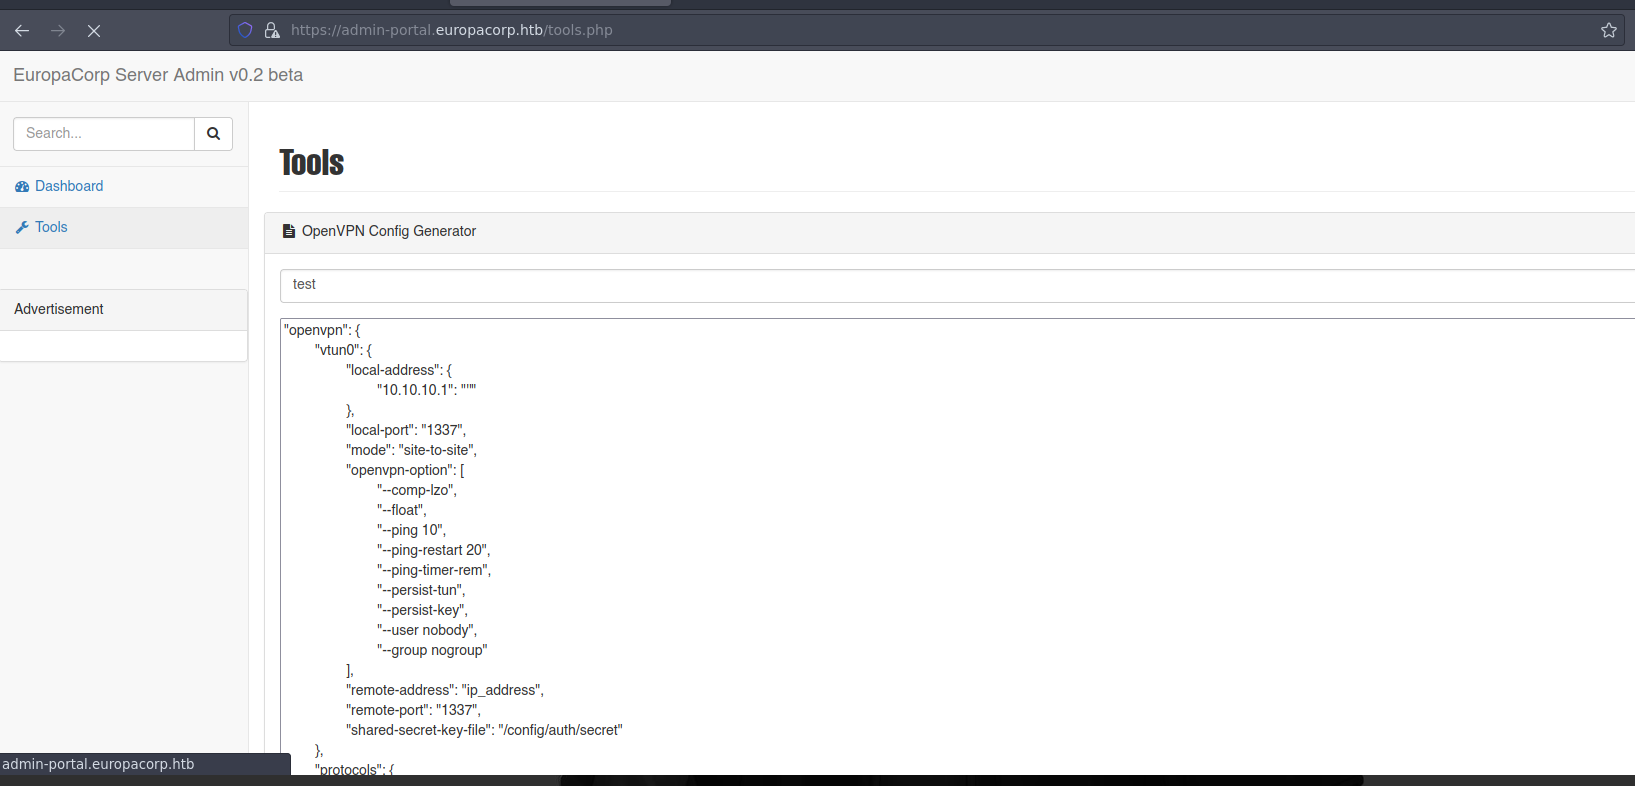 https://admin-portal.europacorp.htb/tools.php
EuropaCorp Server Admin v0.2 beta
Search...
Dashboard
Tools
Advertisement
Tools
OpenVPN Config Generator
test
"openvpn": {
"vtun0": {
"local-address": {
"10.10.10.1": """"
},
"local-port": "1337",
"mode": "site-to-site",
"openvpn-option": [
"--comp-lzo",
"--float",
"--ping 10",
"--ping-restart 20",
"--ping-timer-rem",
"--persist-tun",
"--persist-key",
"--user nobody",
"--group nogroup"
],
"remote-address": "ip_address",
"remote-port": "1337",
"shared-secret-key-file": "/config/auth/secret"
},
"protocols": {
admin-portal.europacorp.htb